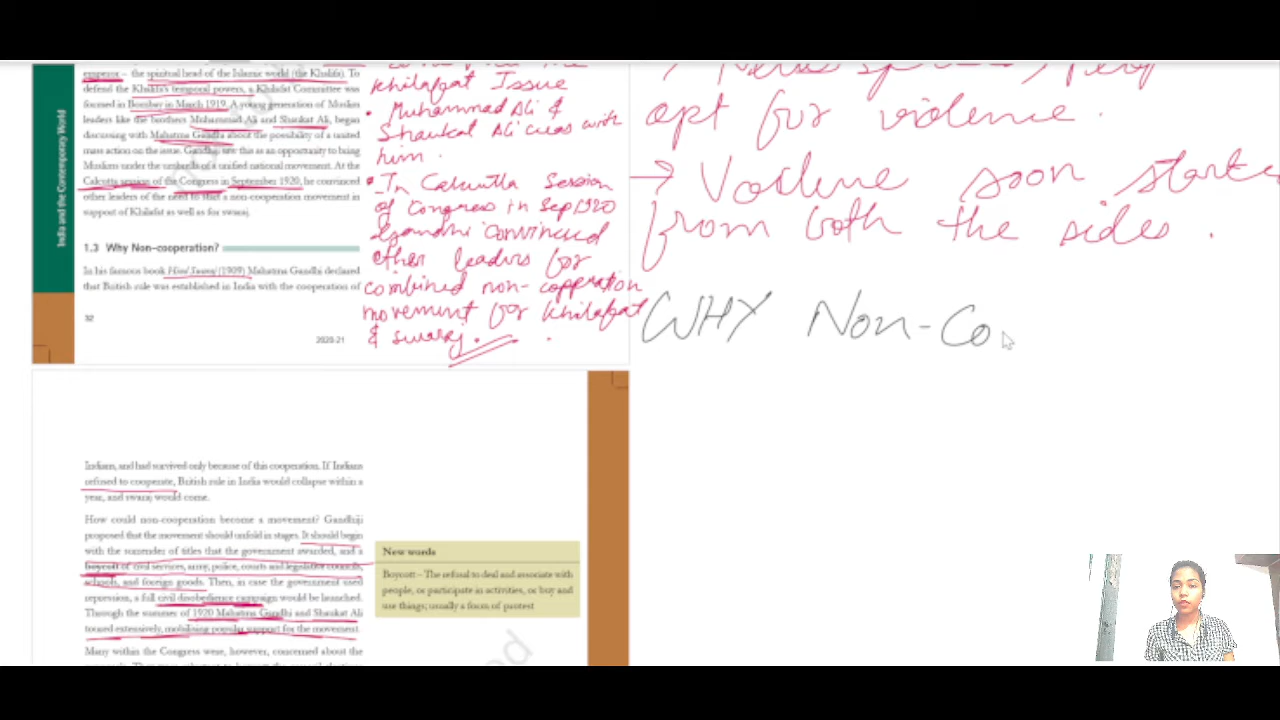 India and the Contemporary World
emperor – the spiritual head of the Islamic world (the Khalifa). To
defend the Khalifa's temporal powers, a Khilafat Committee was
formed in Bombay in March 1919. A young generation of Muslim
leaders like the brothers Muhammad Ali and Shaukat Ali, began
discussing with Mahatma Gandhi about the possibility of a united
mass action on the issue. Gandhiji saw this as an opportunity to bring
Muslims under the umbrella of a unified national movement. At the
Calcutta session of the Congress in September 1920, he convinced
other leaders of the need to start a non-cooperation movement in
support of Khilafat as well as for swaraj.
1.3 Why Non-cooperation?
In his famous book Hind Swaraj (1909) Mahatma Gandhi declared
that British rule was established in India with the cooperation of
32
2020-21
Khilafat Issue
• Muhammad Ali &
Shaukat Ali was with
him.
• In Calcutta Session
of Congress in Sep 1920
Gandhi convinced
other leaders for
combined non-copperation
movement for Khilafat
& swaraj.
opt for violence.
→ Voilene soon starte
from both the sides.
WHY Non-Co
Indians, and had survived only because of this cooperation. If Indians
refused to cooperate, British rule in India would collapse within a
year, and swaraj would come.
How could non-cooperation become a movement? Gandhiji
proposed that the movement should unfold in stages. It should begin
with the surrender of titles that the government awarded, and a
boycott of civil services, army, police, courts and legislative councils,
schools, and foreign goods. Then, in case the government used
repression, a full civil disobedience campaign would be launched.
Through the summer of 1920 Mahatma Gandhi and Shaukat Ali
toured extensively, mobilising popular support for the movement.
Many within the Congress were, however, concerned about the
New words
Boycott – The refusal to deal and associate with
people, or participate in activities, or buy and
use things; usually a form of protest